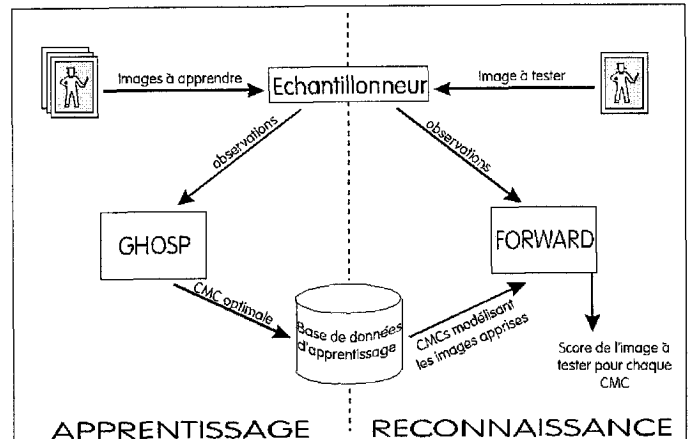 Images à apprendre
Echantillonneur
Image à tester
observations
observations
GHOSP
FORWARD
CMC optimale
Base de données
d'apprentissage
CMCs modélisant
les images apprises
Score de l'image à
tester pour chaque
CMC
APPRENTISSAGE
RECONNAISSANCE